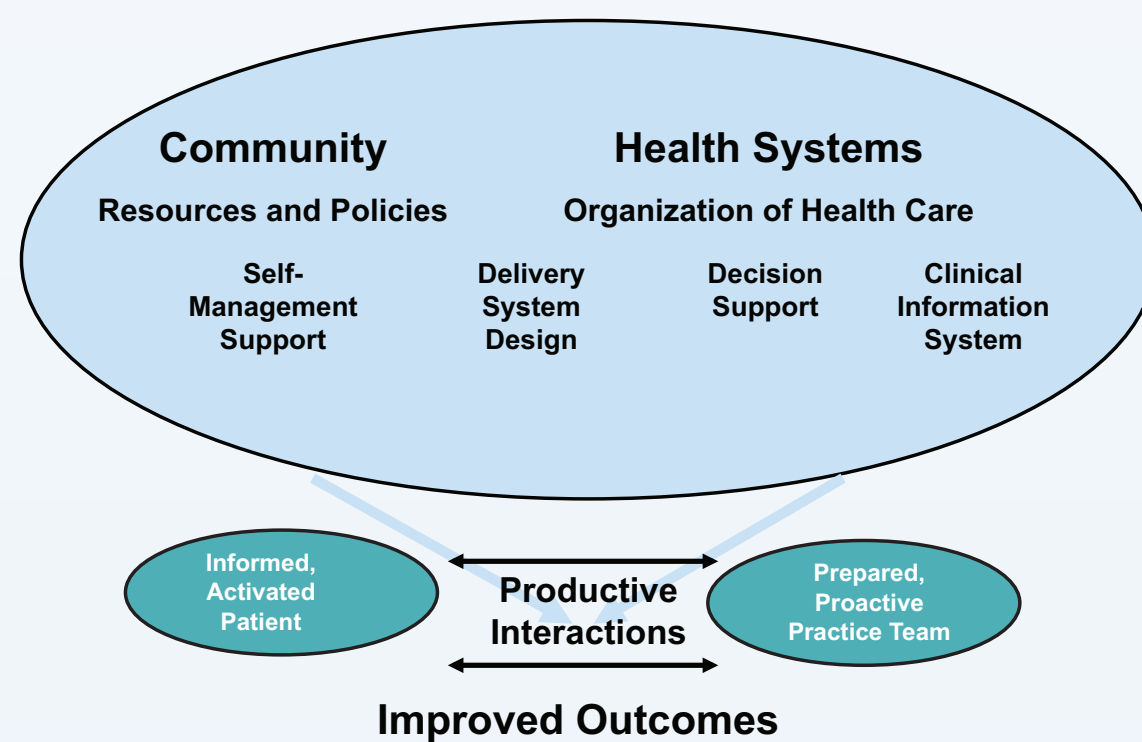 Community
Health Systems
Resources and Policies
Organization of Health Care
Self-
Management
Support
Delivery
System
Design
Decision
Support
Clinical
Information
System
Informed,
Activated
Patient
Productive
Interactions
Prepared,
Proactive
Practice Team
Improved Outcomes